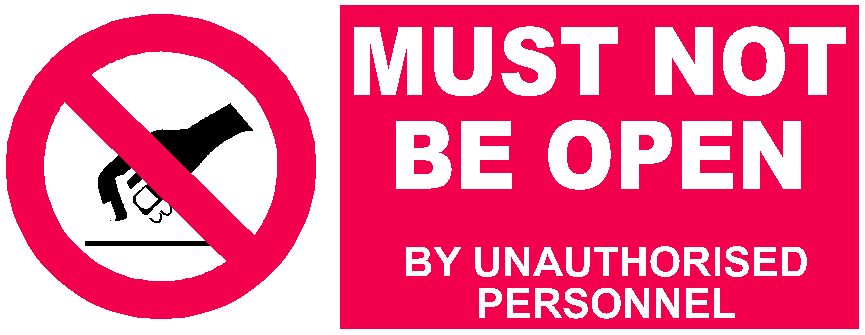 MUST NOT
BE OPEN
BY UNAUTHORISED
PERSONNEL